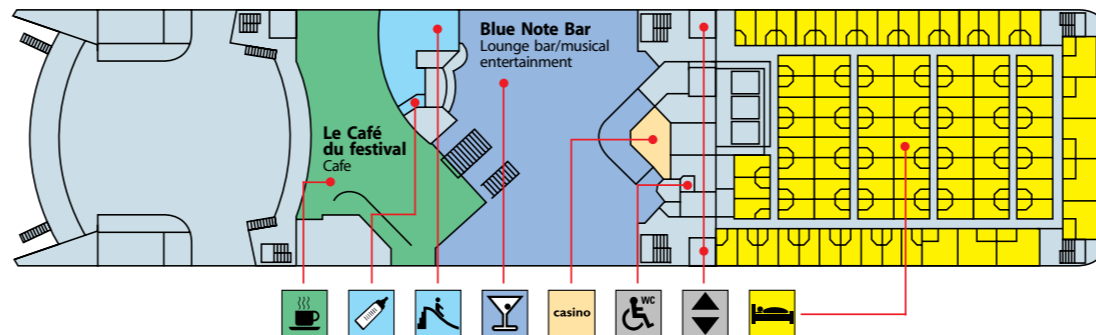 Blue Note Bar
Lounge bar/musical
entertainment
Le Café
du festival
Cafe
casino
WC